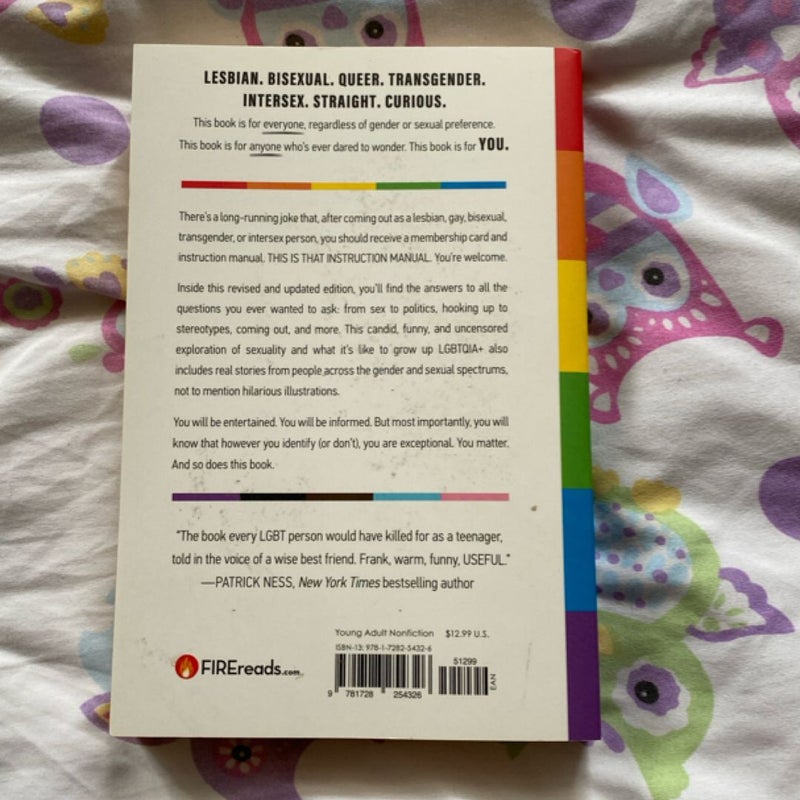 LESBIAN. BISEXUAL. QUEER. TRANSGENDER.
INTERSEX. STRAIGHT. CURIOUS.
This book is for everyone, regardless of gender or sexual preference.
This book is for anyone who's ever dared to wonder. This book is for YOU.
There's a long-running joke that, after coming out as a lesbian, gay, bisexual,
transgender, or intersex person, you should receive a membership card and
instruction manual. THIS IS THAT INSTRUCTION MANUAL. You're welcome.
Inside this revised and updated edition, you'll find the answers to all the
questions you ever wanted to ask: from sex to politics, hooking up to
stereotypes, coming out, and more. This candid, funny, and uncensored
exploration of sexuality and what it's like to grow up LGBTQIA+ also
includes real stories from people across the gender and sexual spectrums,
not to mention hilarious illustrations.
You will be entertained. You will be informed. But most importantly, you will
know that however you identify (or don't), you are exceptional. You matter.
And so does this book.
"The book every LGBT person would have killed for as a teenager,
told in the voice of a wise best friend. Frank, warm, funny, USEFUL."
—PATRICK NESS, New York Times bestselling author
Young Adult Nonfiction $12.99 U.S.
ISBN-13: 978-1-7282-5432-6
51299
FIREreads.com
EAN
9 781728 254326